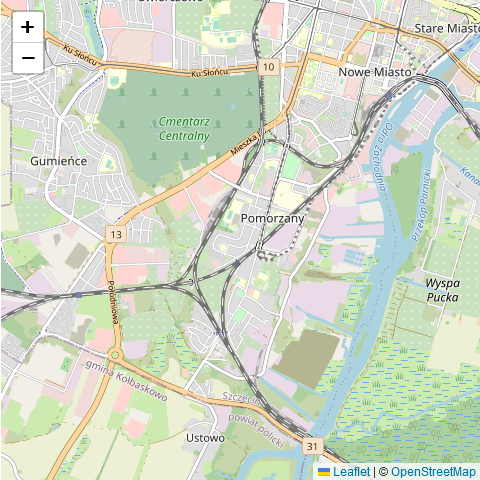 +
−
Stare Miasto
Ku Słońcu
Ku Słońcu
10
Nowe Miasto
Cmentarz
Centralny
Mieszka I
Odra Zachodnia
Gumieńce
Przekop Parnicki
Pomorzany
13
Wyspa
Pucka
Południowa
gmina Kołbaskowo
Szczecin
powiat policki
Ustowo
31
Leaflet | © OpenStreetMap